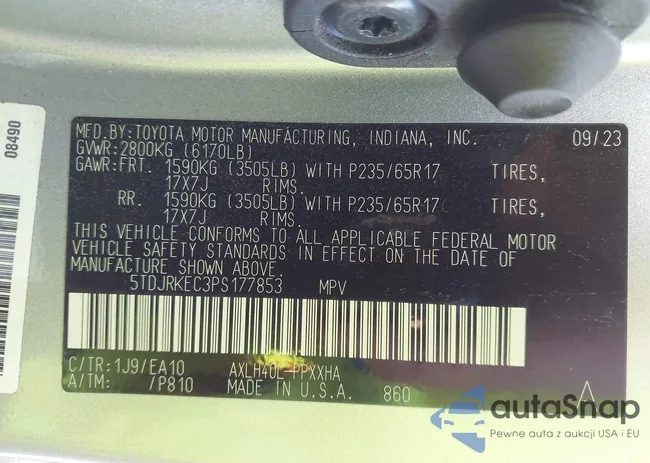 08490
MFD.BY:TOYOTA MOTOR MANUFACTURING, INDIANA, INC. 09/23
GVWR:2800KG (6170LB)
GAWR:FRT. 1590KG (3505LB) WITH P235/65R17 TIRES,
17X7J RIMS.
RR. 1590KG (3505LB) WITH P235/65R17 TIRES,
17X7J RIMS.
THIS VEHICLE CONFORMS TO ALL APPLICABLE FEDERAL MOTOR
VEHICLE SAFETY STANDARDS IN EFFECT ON THE DATE OF
MANUFACTURE SHOWN ABOVE.
5TDJRKEC3PS177853 MPV
C/TR:1J9/EA10 AXLH40L-PPXXHA
A/TM: /P810 MADE IN U.S.A. 860
autaSnap
Pewne auta z aukcji USA i EU